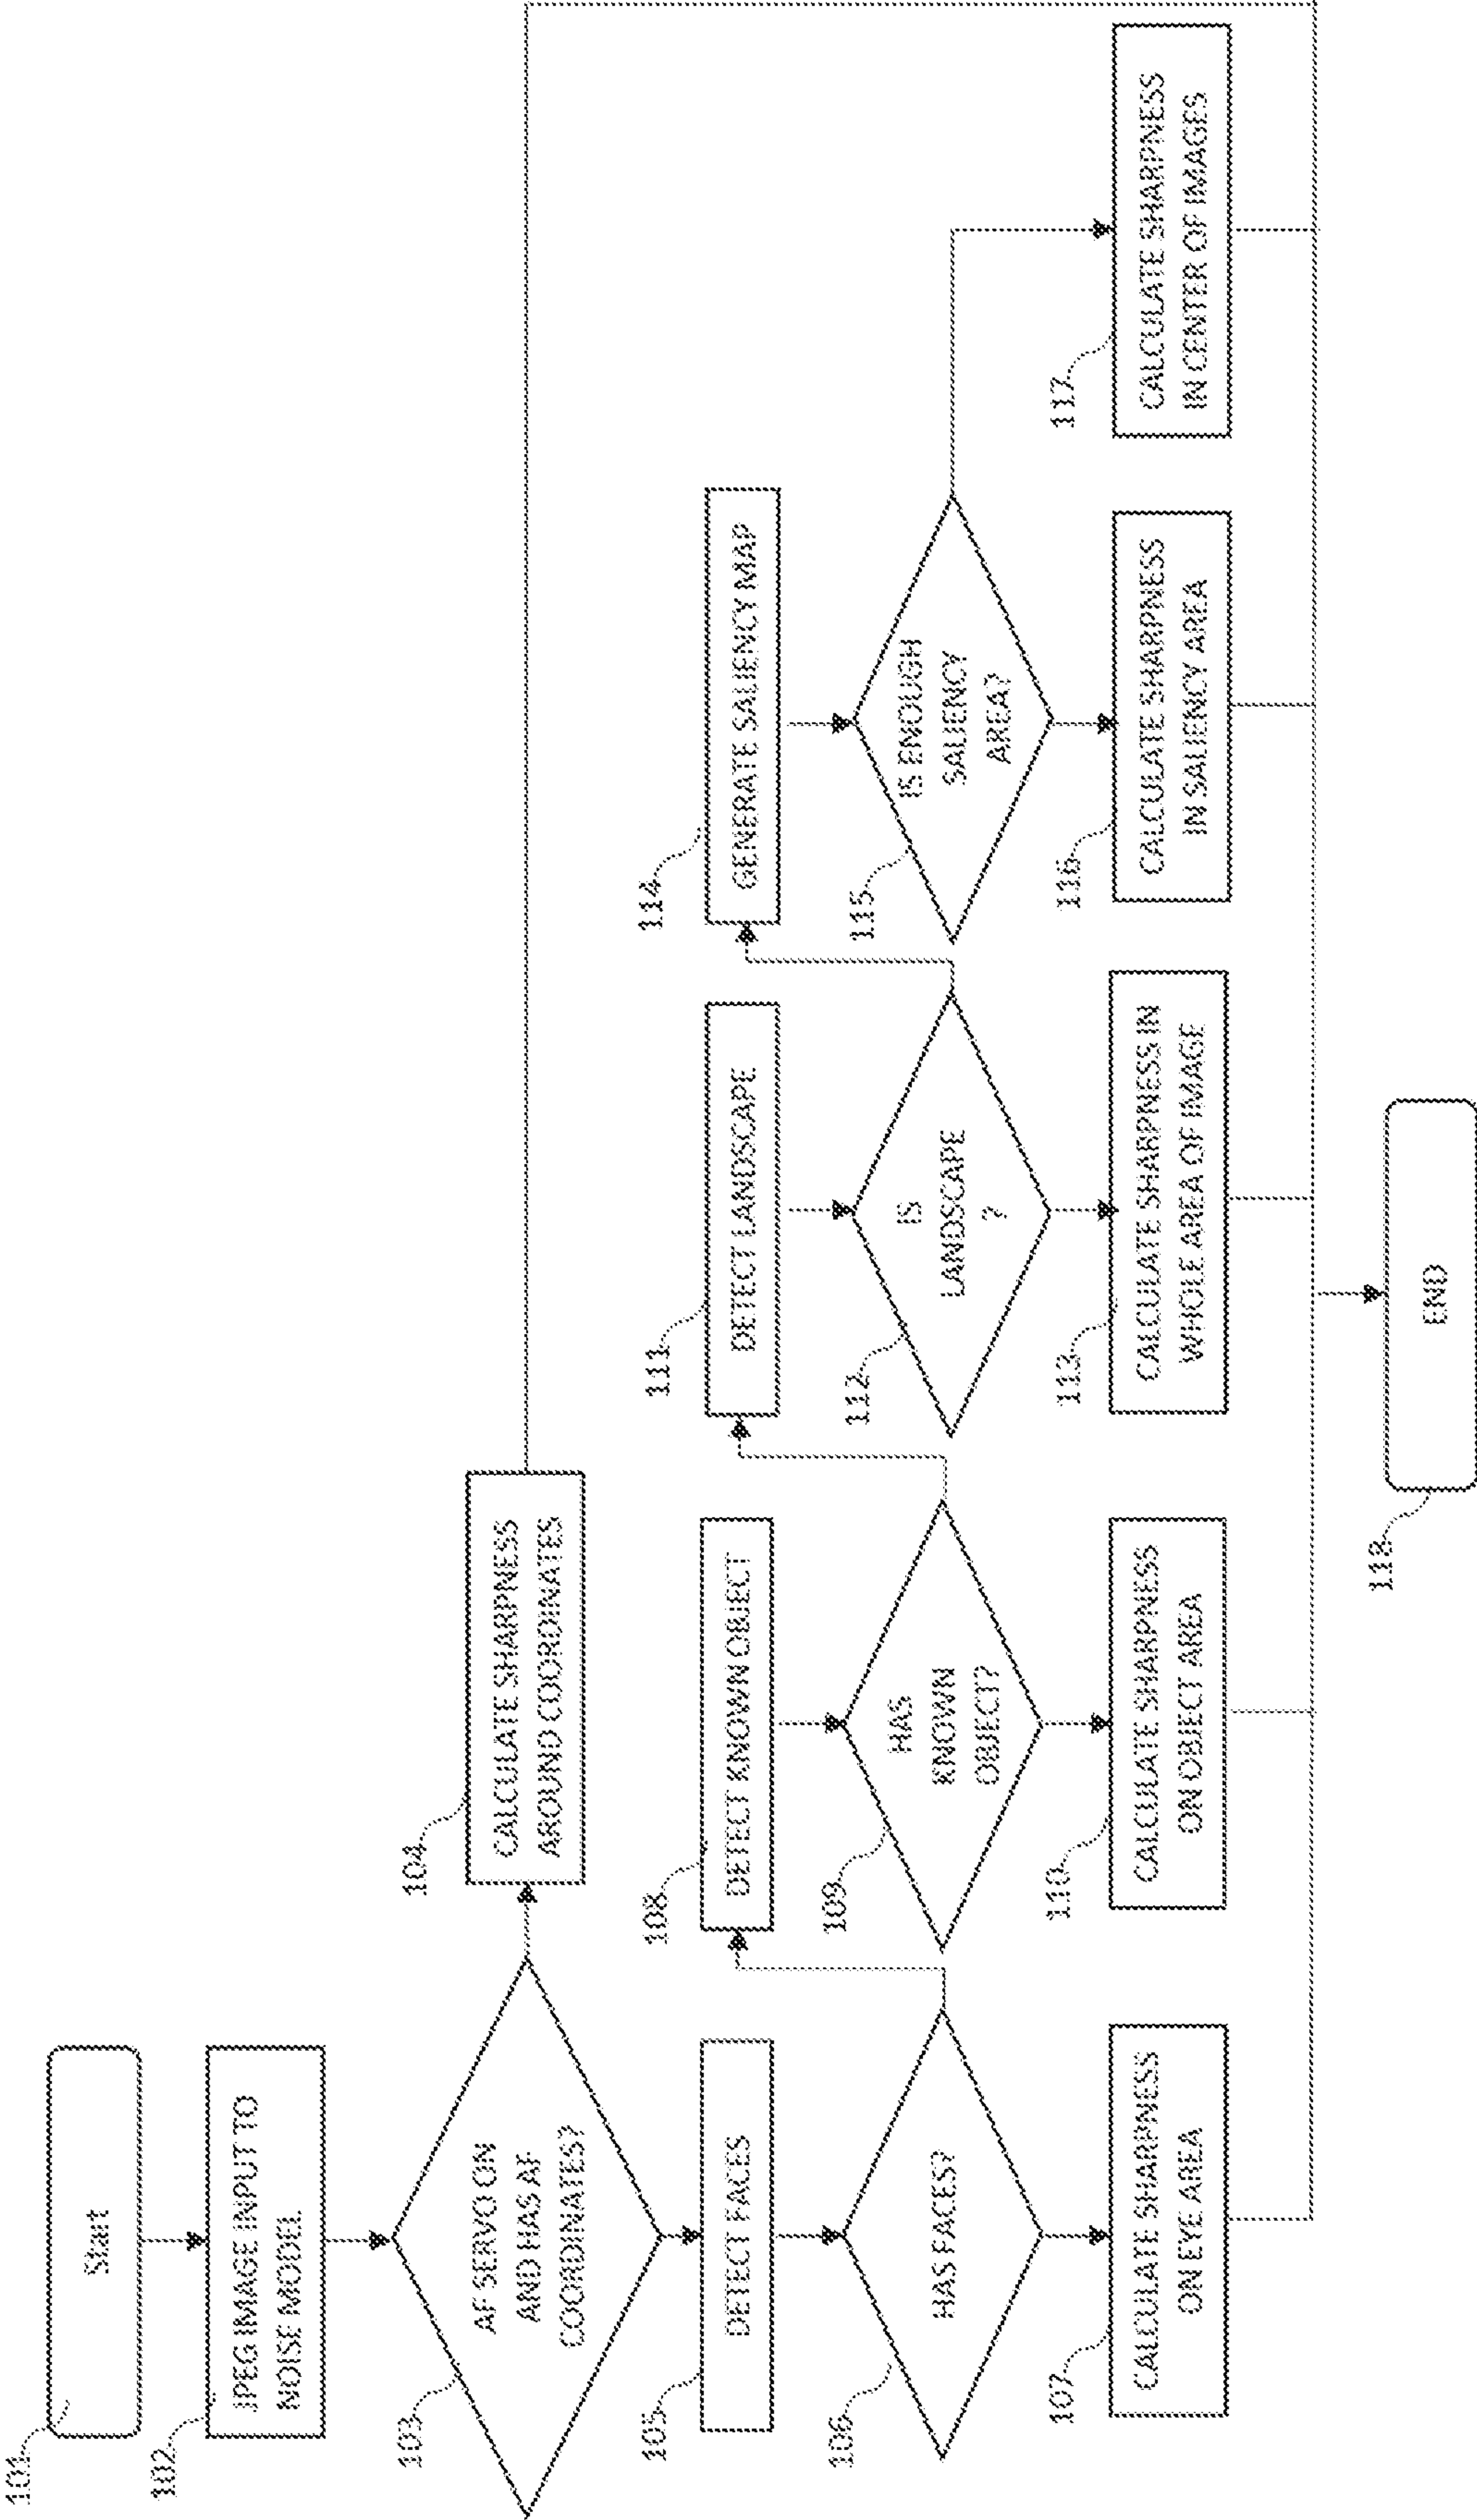 101
Start
102
JPEG IMAGE INPUT TO
NOISE MODEL
103
AF SERVO ON
AND HAS AF
COORDINATES?
104
CALCULATE SHARPNESS
AROUND COORDINATES
105
DETECT FACES
106
HAS FACES?
107
CALCULATE SHARPNESS
ON EYE AREA
108
DETECT KNOWN OBJECT
109
HAS
KNOWN
OBJECT?
110
CALCULATE SHARPNESS
ON OBJECT AREA
111
DETECT LANDSCAPE
112
IS
LANDSCAPE
?
113
CALCULATE SHARPNESS IN
WHOLE AREA OF IMAGE
114
GENERATE SALIENCY MAP
115
IS ENOUGH
SALIENCY
AREA?
116
CALCULATE SHARPNESS
IN SALIENCY AREA
117
CALCULATE SHARPNESS
IN CENTER OF IMAGES
118
END